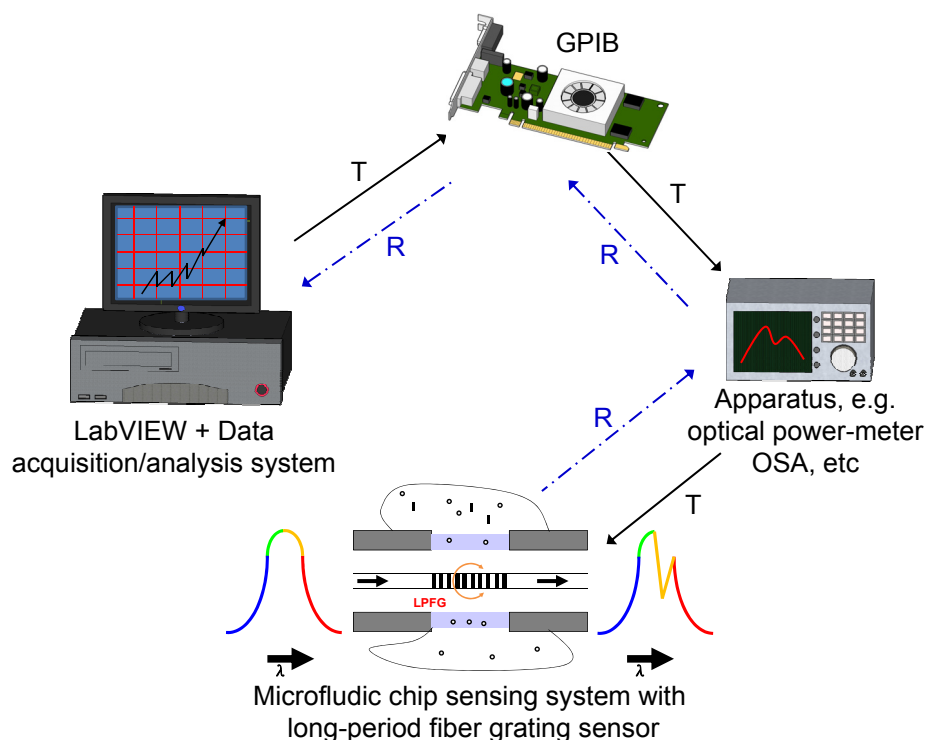 GPIB
T
T
R
R
LabVIEW + Data
acquisition/analysis system
Apparatus, e.g.
optical power-meter
OSA, etc
R
T
LPFG
λ
λ
Microfludic chip sensing system with
long-period fiber grating sensor